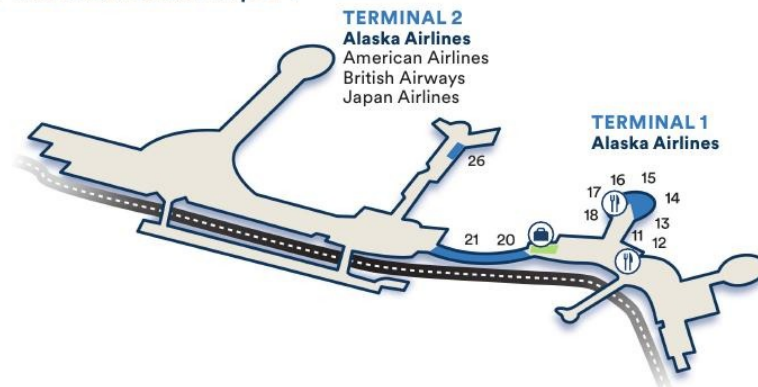 TERMINAL 2
Alaska Airlines
American Airlines
British Airways
Japan Airlines
TERMINAL 1
Alaska Airlines
26
16
15
17
14
18
13
21
20
11
12